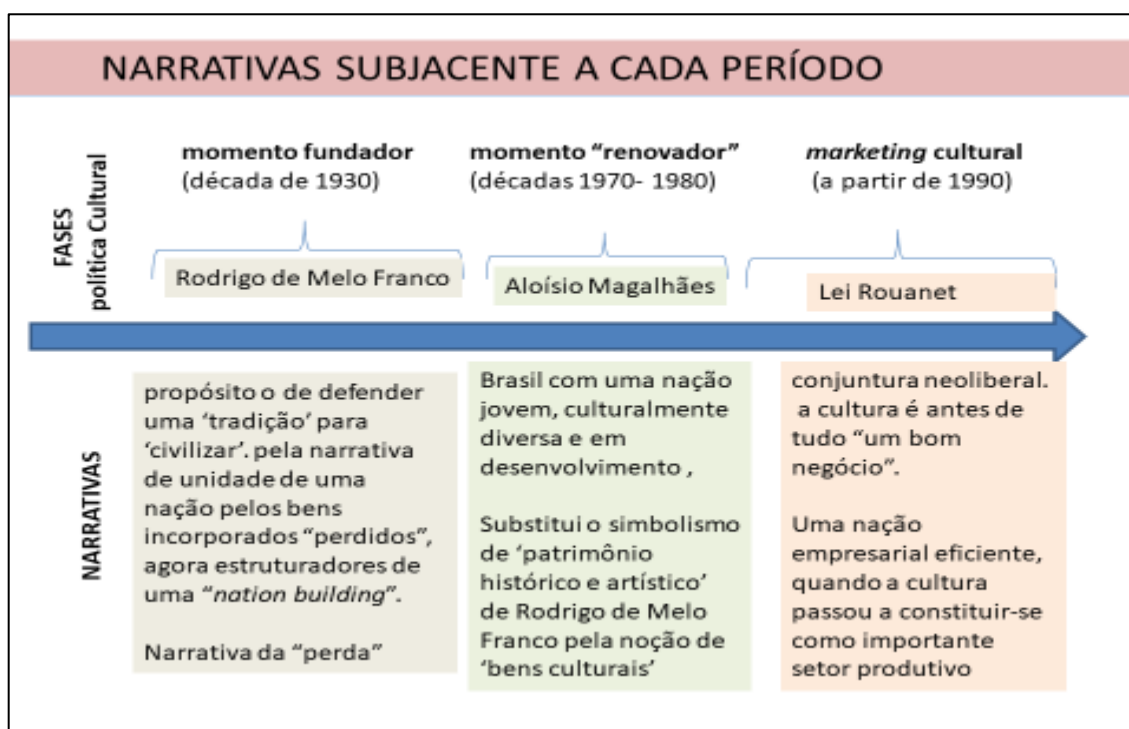 NARRATIVAS SUBJACENTE A CADA PERÍODO
FASES
política Cultural
momento fundador
(década de 1930)
Rodrigo de Melo Franco
momento “renovador”
(décadas 1970- 1980)
Aloísio Magalhães
marketing cultural
(a partir de 1990)
Lei Rouanet
NARRATIVAS
propósito o de defender
uma ‘tradição’ para
‘civilizar’. pela narrativa
de unidade de uma
nação pelos bens
incorporados “perdidos”,
agora estruturadores de
uma “nation building”.
Narrativa da “perda”
Brasil com uma nação
jovem, culturalmente
diversa e em
desenvolvimento ,
Substitui o simbolismo
de ‘patrimônio
histórico e artístico’
de Rodrigo de Melo
Franco pela noção de
‘bens culturais’
conjuntura neoliberal.
a cultura é antes de
tudo “um bom
negócio”.
Uma nação
empresarial eficiente,
quando a cultura
passou a constituir-se
como importante
setor produtivo